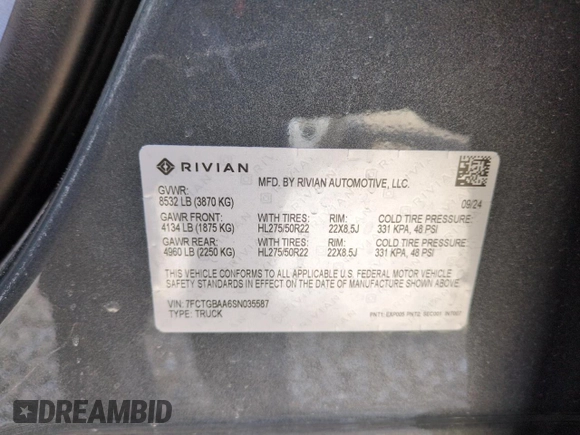 RIVIAN
MFD. BY RIVIAN AUTOMOTIVE, LLC.
GVWR:
8532 LB (3870 KG)
09/24
GAWR FRONT: WITH TIRES: RIM: COLD TIRE PRESSURE:
4134 LB (1875 KG) HL275/50R22 22X8.5J 331 KPA, 48 PSI
GAWR REAR: WITH TIRES: RIM: COLD TIRE PRESSURE:
4960 LB (2250 KG) HL275/50R22 22X8.5J 331 KPA, 48 PSI
THIS VEHICLE CONFORMS TO ALL APPLICABLE U.S. FEDERAL MOTOR VEHICLE
SAFETY STANDARDS IN EFFECT ON THE DATE OF MANUFACTURE SHOWN ABOVE.
VIN: 7FCTGBAA6SN035587
TYPE: TRUCK
DREAMBID